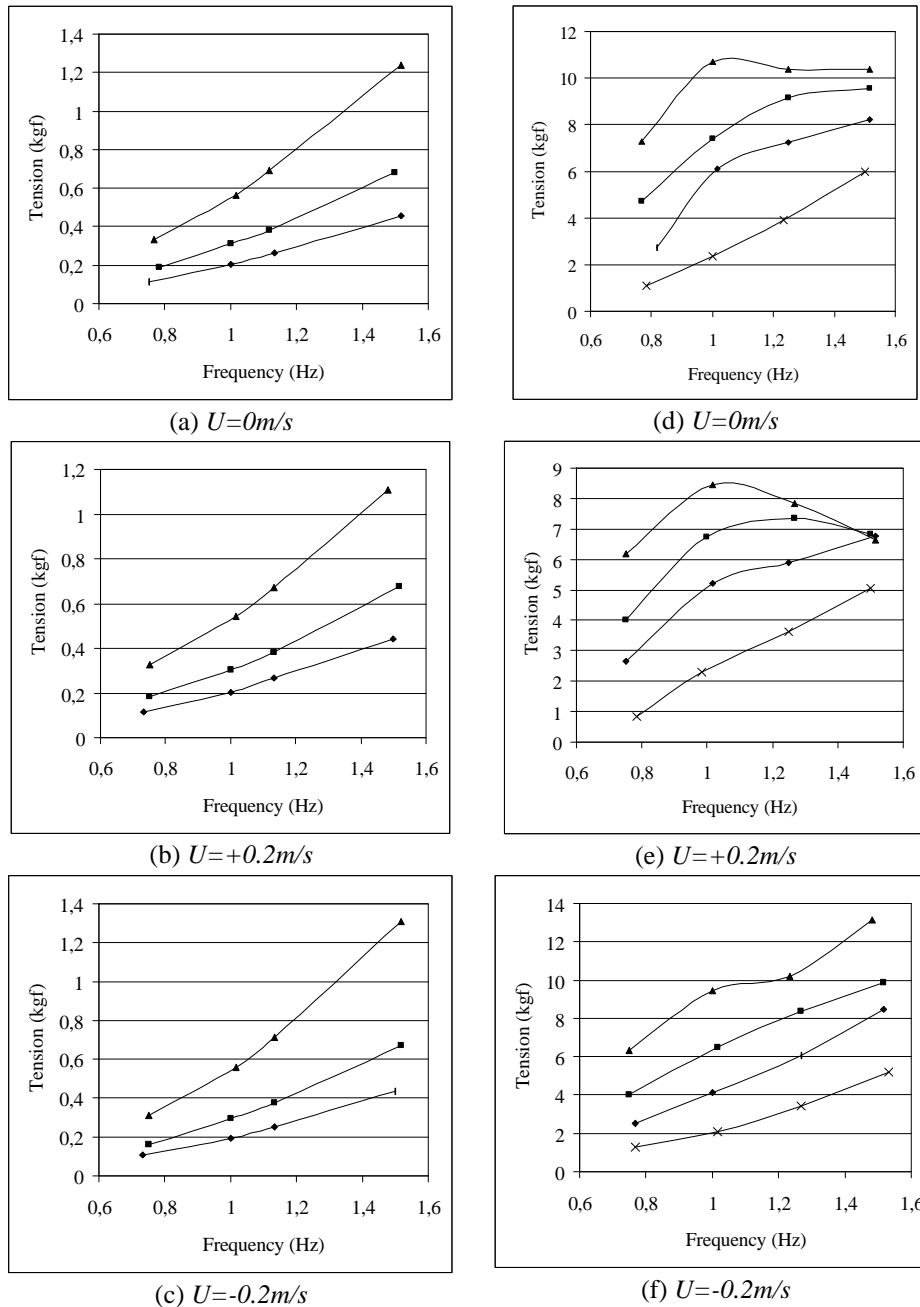 1,4
1,2
1
0,8
0,6
0,4
0,2
0
0,6 0,8 1 1,2 1,4 1,6
Tension (kgf)
Frequency (Hz)
(a) U=0m/s
12
10
8
6
4
2
0
0,6 0,8 1 1,2 1,4 1,6
Tension (kgf)
Frequency (Hz)
(d) U=0m/s
1,2
1
0,8
0,6
0,4
0,2
0
0,6 0,8 1 1,2 1,4 1,6
Tension (kgf)
Frequency (Hz)
(b) U=+0.2m/s
9
8
7
6
5
4
3
2
1
0
0,6 0,8 1 1,2 1,4 1,6
Tension (kgf)
Frequency (Hz)
(e) U=+0.2m/s
1,4
1,2
1
0,8
0,6
0,4
0,2
0
0,6 0,8 1 1,2 1,4 1,6
Tension (kgf)
Frequency (Hz)
(c) U=-0.2m/s
14
12
10
8
6
4
2
0
0,6 0,8 1 1,2 1,4 1,6
Tension (kgf)
Frequency (Hz)
(f) U=-0.2m/s